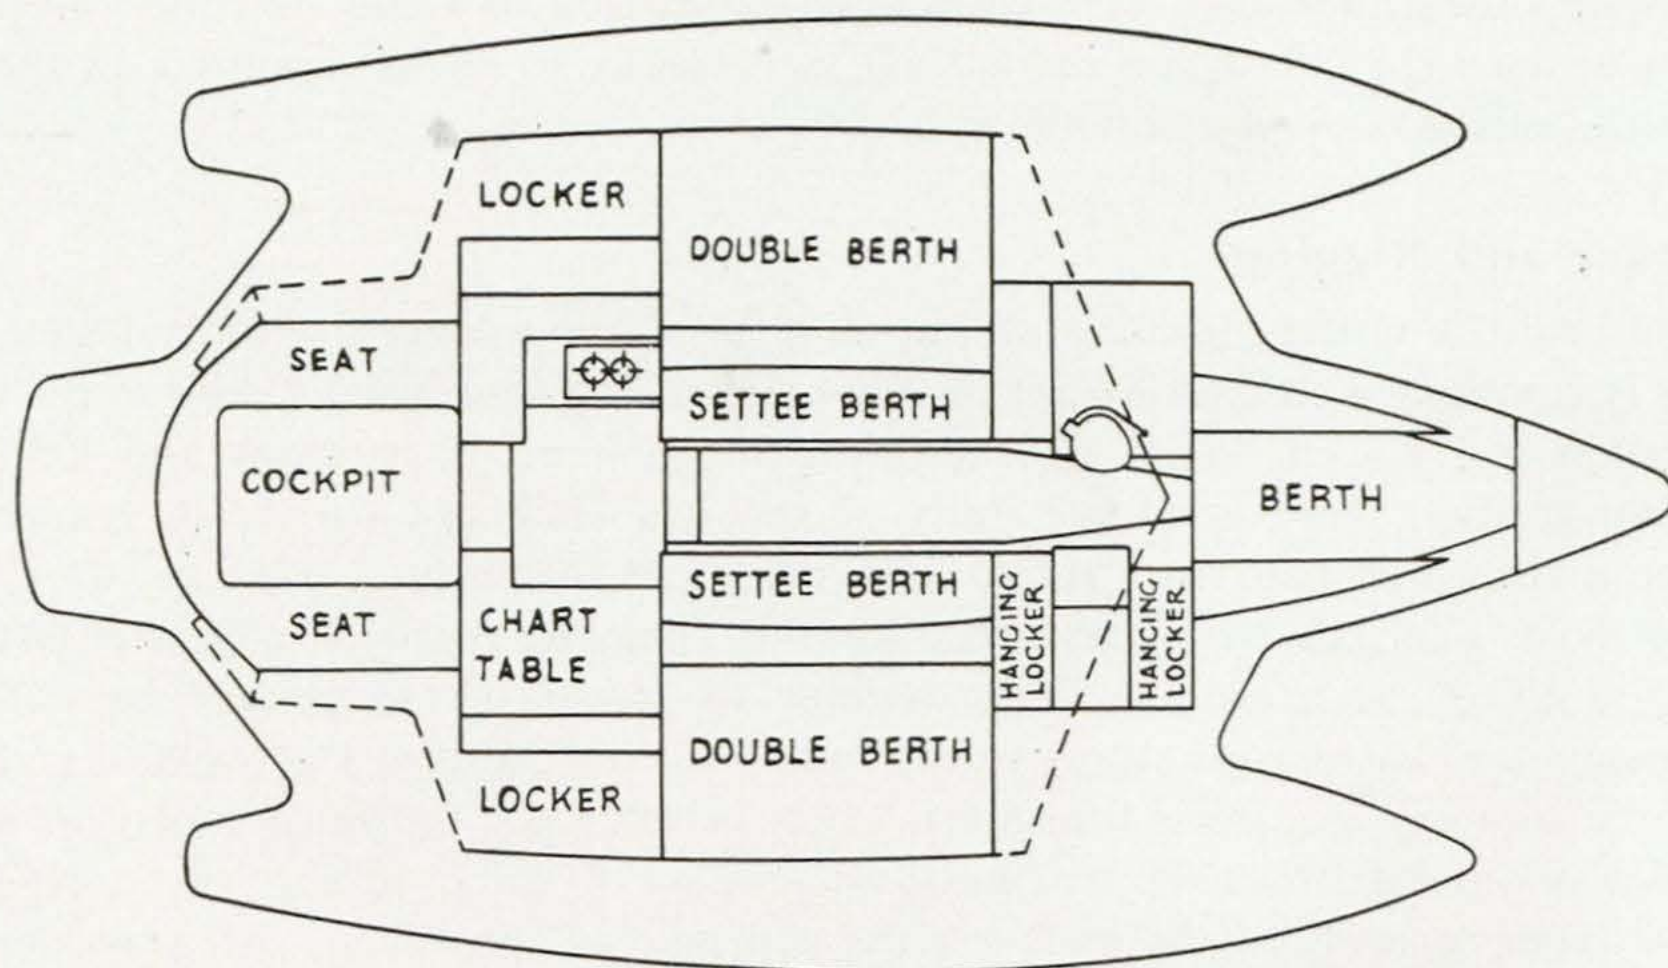 LOCKER
DOUBLE BERTH
SEAT
SETTEE BERTH
COCKPIT
BERTH
SETTEE BERTH
SEAT
CHART
TABLE
HANGING
LOCKER
HANGING
LOCKER
DOUBLE BERTH
LOCKER